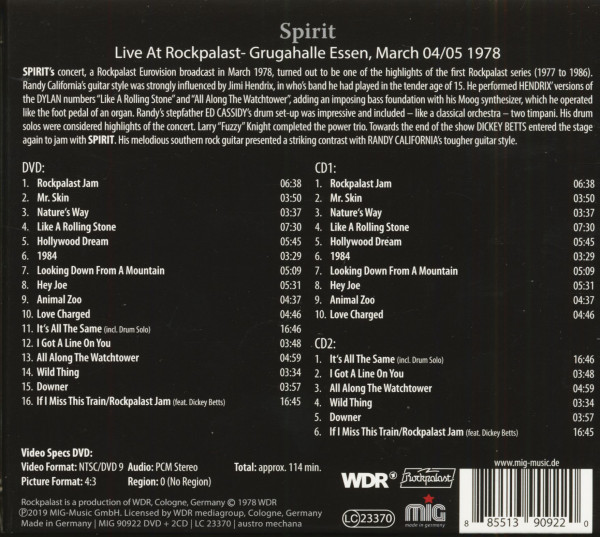 Spirit
Live At Rockpalast- Grugahalle Essen, March 04/05 1978
SPIRIT's concert, a Rockpalast Eurovision broadcast in March 1978, turned out to be one of the highlights of the first Rockpalast series (1977 to 1986).
Randy California's guitar style was strongly influenced by Jimi Hendrix, in who's band he had played in the tender age of 15. He performed HENDRIX' versions
of the DYLAN numbers "Like A Rolling Stone" and "All Along The Watchtower", adding an imposing bass foundation with his Moog synthesizer, which he operated
like the foot pedal of an organ. Randy's stepfather ED CASSIDY's drum set-up was impressive and included – like a classical orchestra – two timpani. His drum
solos were considered highlights of the concert. Larry "Fuzzy" Knight completed the power trio. Towards the end of the show DICKEY BETTS entered the stage
again to jam with SPIRIT. His melodious southern rock guitar presented a striking contrast with RANDY CALIFORNIA's tougher guitar style.
DVD:
1. Rockpalast Jam 06:38
2. Mr. Skin 03:50
3. Nature's Way 03:37
4. Like A Rolling Stone 07:30
5. Hollywood Dream 05:45
6. 1984 03:29
7. Looking Down From A Mountain 05:09
8. Hey Joe 05:31
9. Animal Zoo 04:37
10. Love Charged 04:46
11. It's All The Same (incl. Drum Solo) 16:46
12. I Got A Line On You 03:48
13. All Along The Watchtower 04:59
14. Wild Thing 03:34
15. Downer 03:57
16. If I Miss This Train/Rockpalast Jam (feat. Dickey Betts) 16:45
CD1:
1. Rockpalast Jam 06:38
2. Mr. Skin 03:50
3. Nature's Way 03:37
4. Like A Rolling Stone 07:30
5. Hollywood Dream 05:45
6. 1984 03:29
7. Looking Down From A Mountain 05:09
8. Hey Joe 05:31
9. Animal Zoo 04:37
10. Love Charged 04:46
CD2:
1. It's All The Same (incl. Drum Solo) 16:46
2. I Got A Line On You 03:48
3. All Along The Watchtower 04:59
4. Wild Thing 03:34
5. Downer 03:57
6. If I Miss This Train/Rockpalast Jam (feat. Dickey Betts) 16:45
Video Specs DVD:
Video Format: NTSC/DVD 9 Audio: PCM Stereo Total: approx. 114 min.
Picture Format: 4:3 Region: 0 (No Region)
Rockpalast is a production of WDR, Cologne, Germany © 1978 WDR
℗2019 MIG-Music GmbH. Licensed by WDR mediagroup, Cologne, Germany
Made in Germany | MIG 90922 DVD + 2CD | LC 23370 | austro mechana
WDR
Rockpalast
LC 23370
MIG
made in germany
www.mig-music.de
8 85513 90922 0